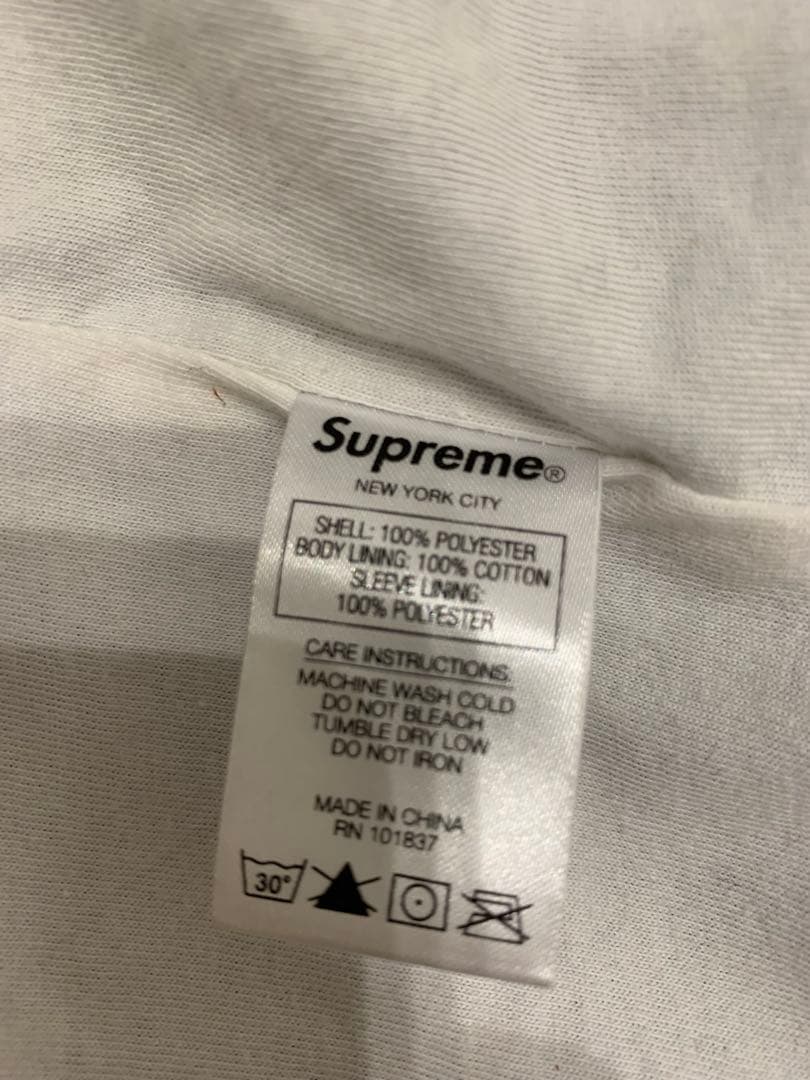 Supreme®
NEW YORK CITY
SHELL: 100% POLYESTER
BODY LINING: 100% COTTON
SLEEVE LINING:
100% POLYESTER
CARE INSTRUCTIONS:
MACHINE WASH COLD
DO NOT BLEACH
TUMBLE DRY LOW
DO NOT IRON
MADE IN CHINA
RN 101837
30°